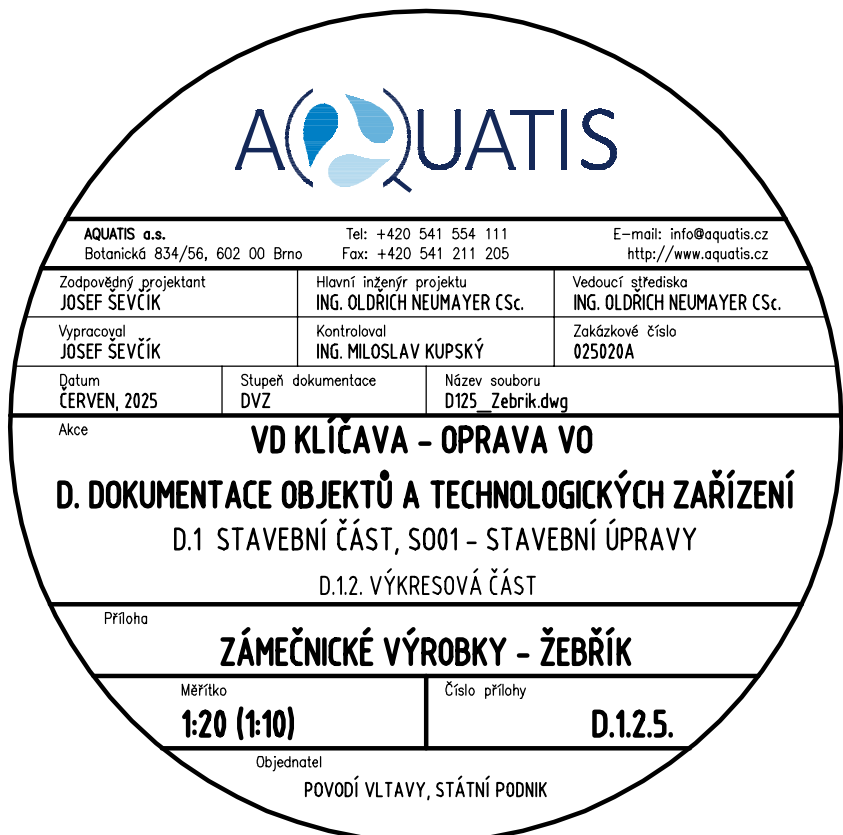 AQUATIS
AQUATIS a.s. Tel: +420 541 554 111 E-mail: info@aquatis.cz
Botanická 834/56, 602 00 Brno Fax: +420 541 211 205 http://www.aquatis.cz
Zodpovědný projektant Hlavní inženýr projektu Vedoucí střediska
JOSEF ŠEVČÍK ING. OLDŘICH NEUMAYER CSc. ING. OLDŘICH NEUMAYER CSc.
Vypracoval Kontroloval Zakázkové číslo
JOSEF ŠEVČÍK ING. MILOSLAV KUPSKÝ 025020A
Datum Stupeň dokumentace Název souboru
ČERVEN, 2025 DVZ D125_Zebrik.dwg
Akce VD KLÍČAVA - OPRAVA VO
D. DOKUMENTACE OBJEKTŮ A TECHNOLOGICKÝCH ZAŘÍZENÍ
D.1 STAVEBNÍ ČÁST, SO01 - STAVEBNÍ ÚPRAVY
D.1.2. VÝKRESOVÁ ČÁST
Příloha
ZÁMEČNICKÉ VÝROBKY - ŽEBŘÍK
Měřítko Číslo přílohy
1:20 (1:10) D.1.2.5.
Objednatel
POVODÍ VLTAVY, STÁTNÍ PODNIK